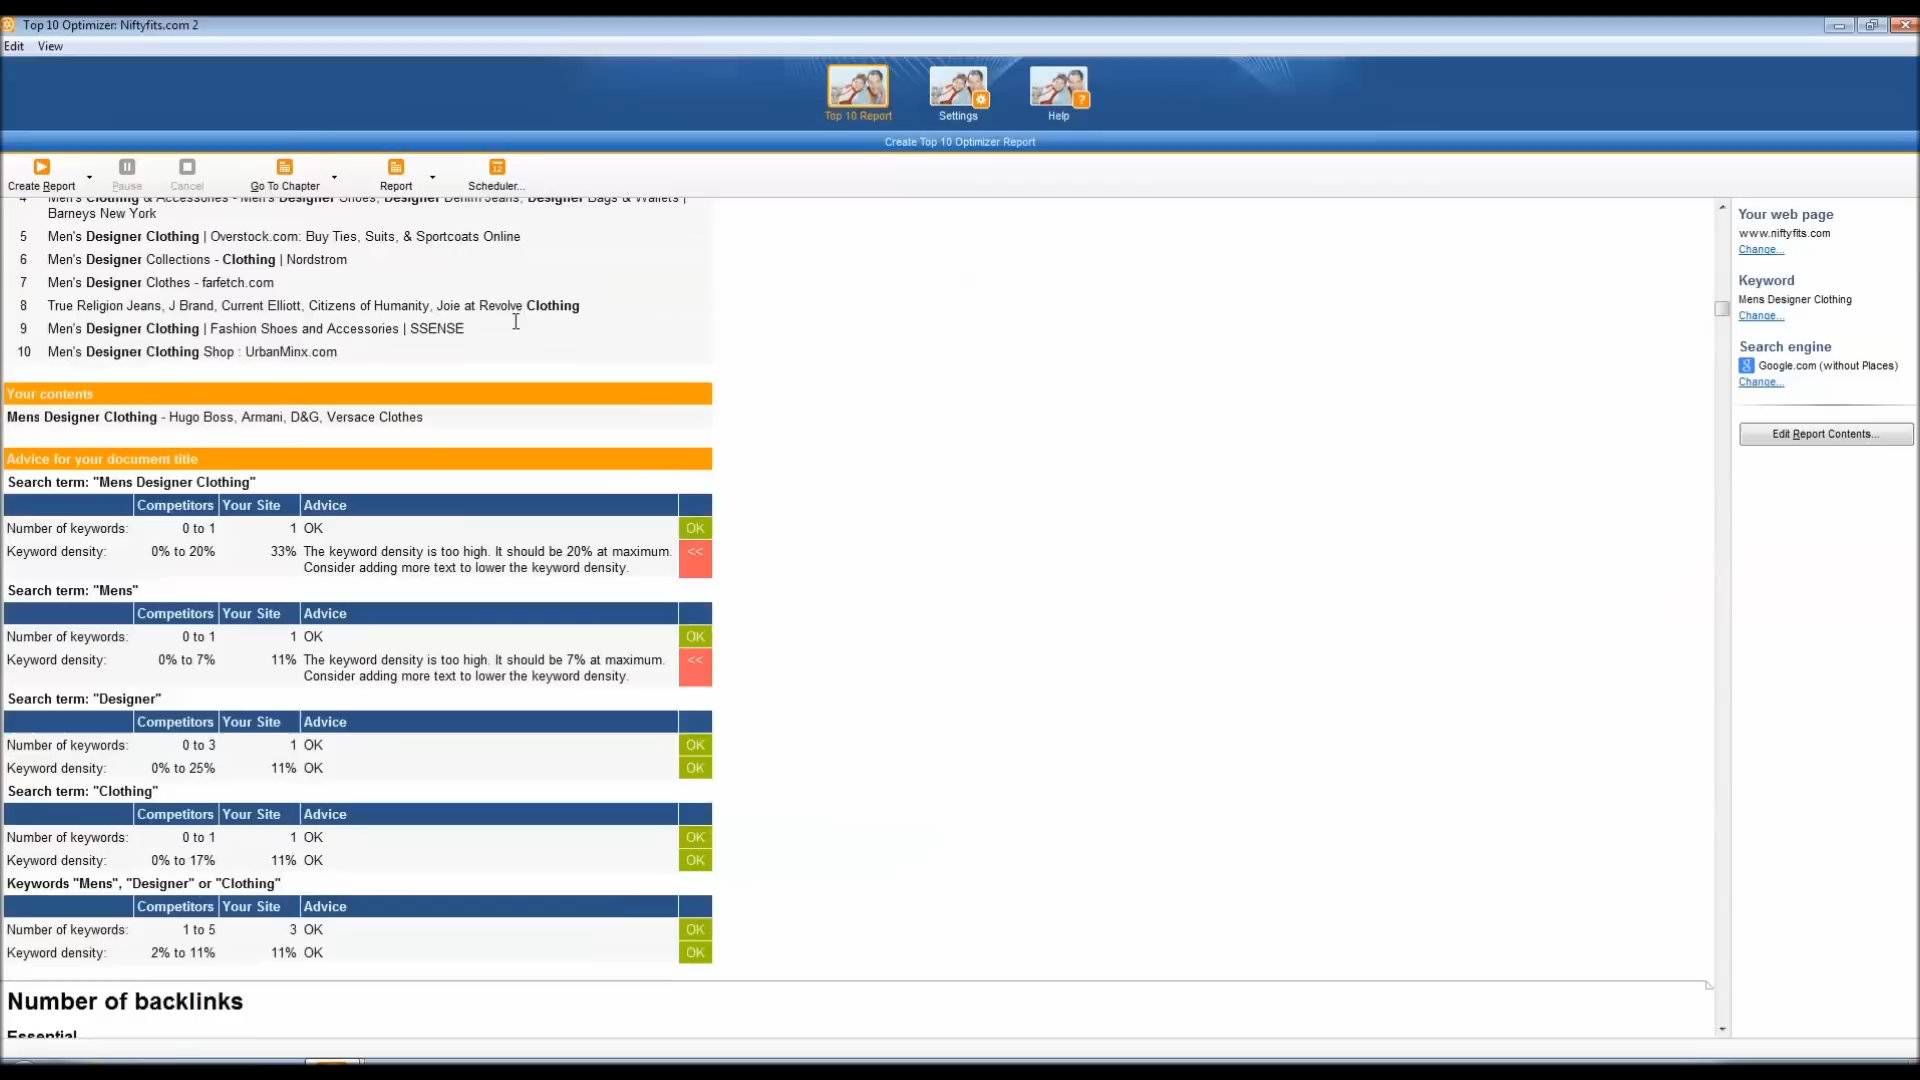 Top 10 Optimizer: Niftyfits.com 2
Edit View
Top 10 Report Settings Help
Create Top 10 Optimizer Report
Create Report Pause Cancel Go To Chapter Report 12 Scheduler...
4 Men's Clothing & Accessories - Men's Designer Shoes, Designer Denim Jeans, Designer Bags & Wallets |
Barneys New York
5 Men's Designer Clothing | Overstock.com: Buy Ties, Suits, & Sportcoats Online
6 Men's Designer Collections - Clothing | Nordstrom
7 Men's Designer Clothes - farfetch.com
8 True Religion Jeans, J Brand, Current Elliott, Citizens of Humanity, Joie at Revolve Clothing
9 Men's Designer Clothing | Fashion Shoes and Accessories | SSENSE
10 Men's Designer Clothing Shop : UrbanMinx.com
Your contents
Mens Designer Clothing - Hugo Boss, Armani, D&G, Versace Clothes
Advice for your document title
Search term: "Mens Designer Clothing"
Competitors Your Site Advice
Number of keywords: 0 to 1 1 OK OK
Keyword density: 0% to 20% 33% The keyword density is too high. It should be 20% at maximum. <<
Consider adding more text to lower the keyword density.
Search term: "Mens"
Competitors Your Site Advice
Number of keywords: 0 to 1 1 OK OK
Keyword density: 0% to 7% 11% The keyword density is too high. It should be 7% at maximum. <<
Consider adding more text to lower the keyword density.
Search term: "Designer"
Competitors Your Site Advice
Number of keywords: 0 to 3 1 OK OK
Keyword density: 0% to 25% 11% OK OK
Search term: "Clothing"
Competitors Your Site Advice
Number of keywords: 0 to 1 1 OK OK
Keyword density: 0% to 17% 11% OK OK
Keywords "Mens", "Designer" or "Clothing"
Competitors Your Site Advice
Number of keywords: 1 to 5 3 OK OK
Keyword density: 2% to 11% 11% OK OK
Number of backlinks
Essential
Your web page
www.niftyfits.com
Change...
Keyword
Mens Designer Clothing
Change...
Search engine
Google.com (without Places)
Change...
Edit Report Contents...